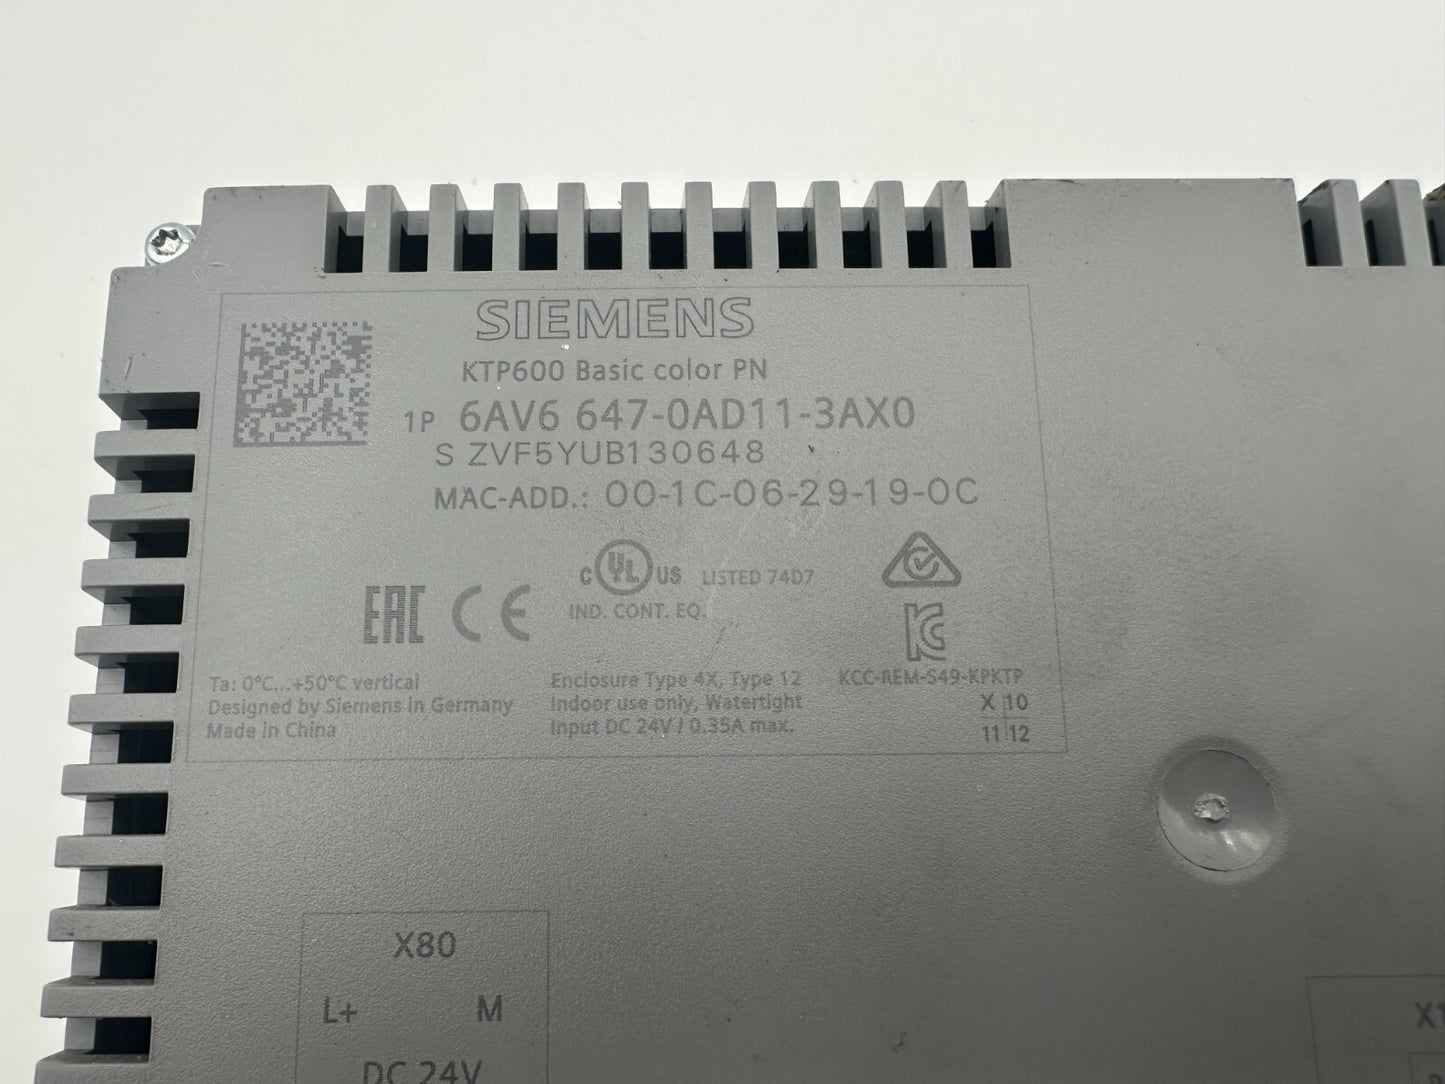 SIEMENS
KTP600 Basic color PN
1P 6AV6 647-0AD11-3AX0
S ZVF5YUB130648
MAC-ADD.: 00-1C-06-29-19-0C
C UL US LISTED 74D7
IND. CONT. EQ.
EAC CE
KCC-REM-S49-KPKTP
Ta: 0°C...+50°C vertical
Designed by Siemens in Germany
Made in China
Enclosure Type 4X, Type 12
Indoor use only, Watertight
Input DC 24V / 0.35A max.
X 10
11 12
X80
L+ M
DC 24V